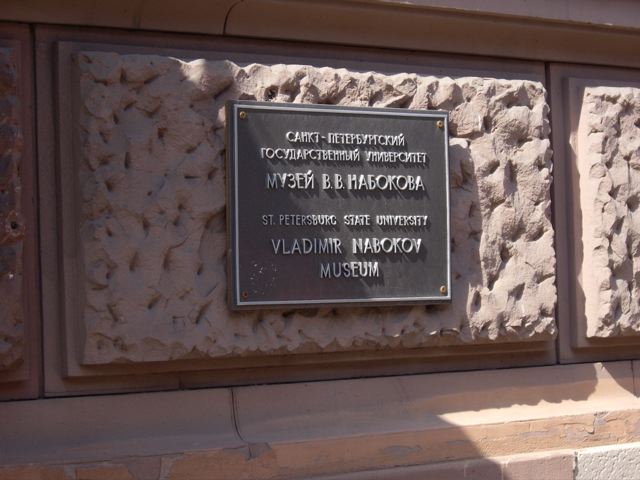 САНКТ-ПЕТЕРБУРГСКИЙ
ГОСУДАРСТВЕННЫЙ УНИВЕРСИТЕТ
МУЗЕЙ В.В.НАБОКОВА
ST. PETERSBURG STATE UNIVERSITY
VLADIMIR NABOKOV
MUSEUM